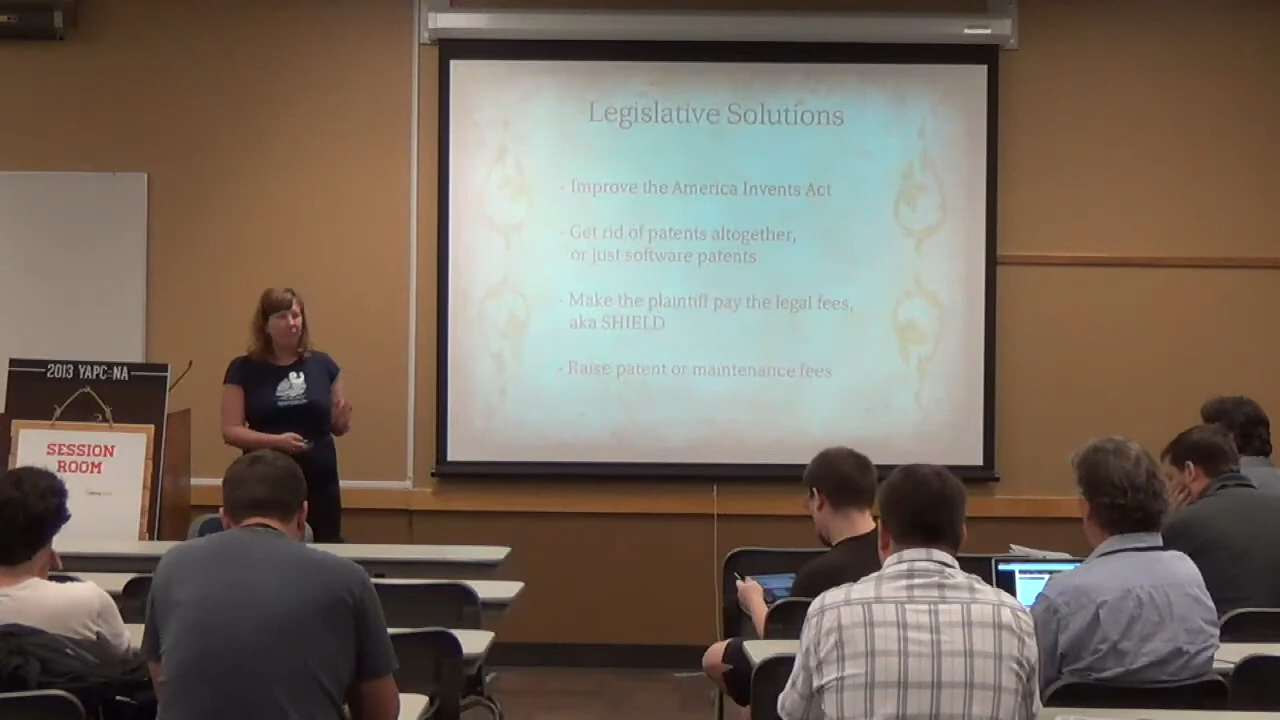 Legislative Solutions
- Improve the America Invents Act
- Get rid of patents altogether,
or just software patents
- Make the plaintiff pay the legal fees,
aka SHIELD
- Raise patent or maintenance fees
2013 YAPC::NA
SESSION
ROOM